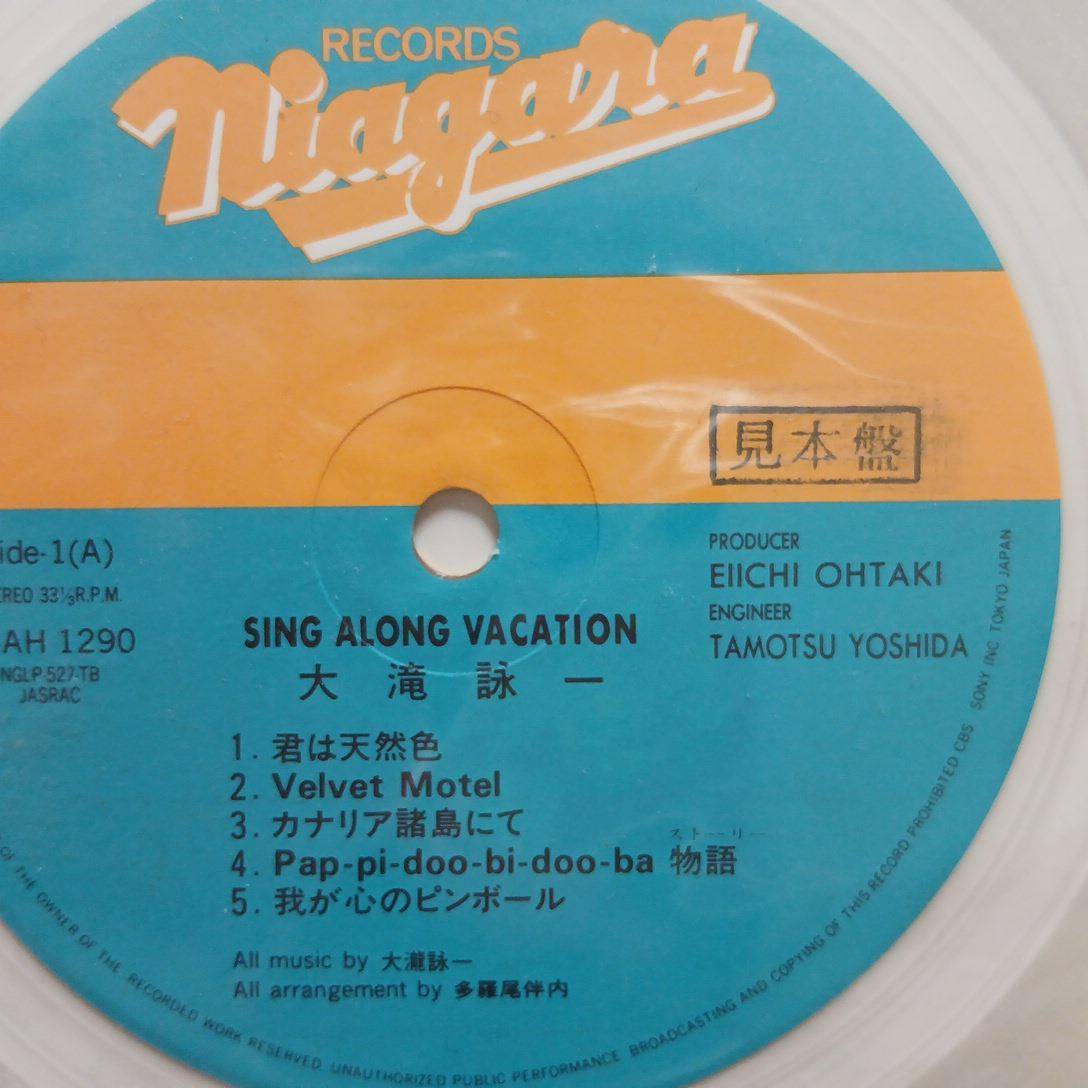 RECORDS
Niagara
見本盤
ide-1(A)
EREO 33⅓R.P.M.
AH 1290
NGLP-527-TB
JASRAC
PRODUCER
EIICHI OHTAKI
ENGINEER
TAMOTSU YOSHIDA
SING ALONG VACATION
大滝詠一
1. 君は天然色
2. Velvet Motel
3. カナリア諸島にて
ストーリー
4. Pap-pi-doo-bi-doo-ba 物語
5. 我が心のピンボール
All music by 大瀧詠一
All arrangement by 多羅尾伴内
OF THE OWNER OF THE RECORDED WORK RESERVED UNAUTHORIZED PUBLIC PERFORMANCE BROADCASTING AND COPYING OF THIS RECORD PROHIBITED CBS SONY INC TOKYO JAPAN